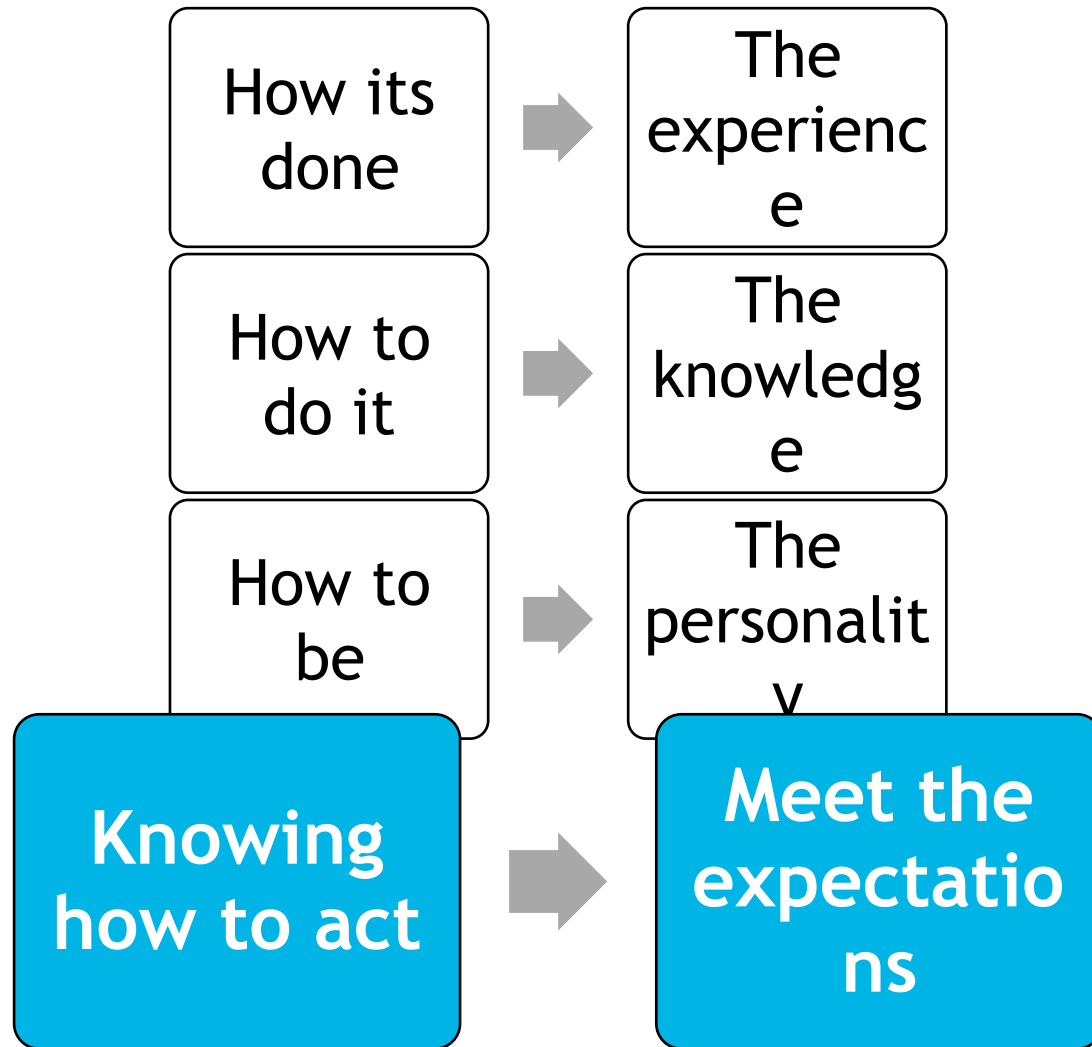 How its
done
The
experienc
e
How to
do it
The
knowledg
e
How to
be
The
personalit
y
Knowing
how to act
Meet the
expectatio
ns